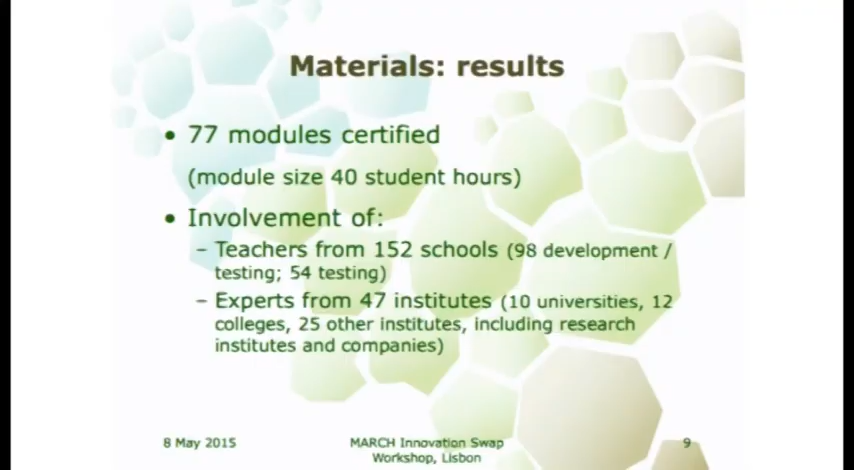 Materials: results
• 77 modules certified
(module size 40 student hours)
• Involvement of:
– Teachers from 152 schools (98 development /
testing; 54 testing)
– Experts from 47 institutes (10 universities, 12
colleges, 25 other institutes, including research
institutes and companies)
8 May 2015
MARCH Innovation Swap
Workshop, Lisbon
9